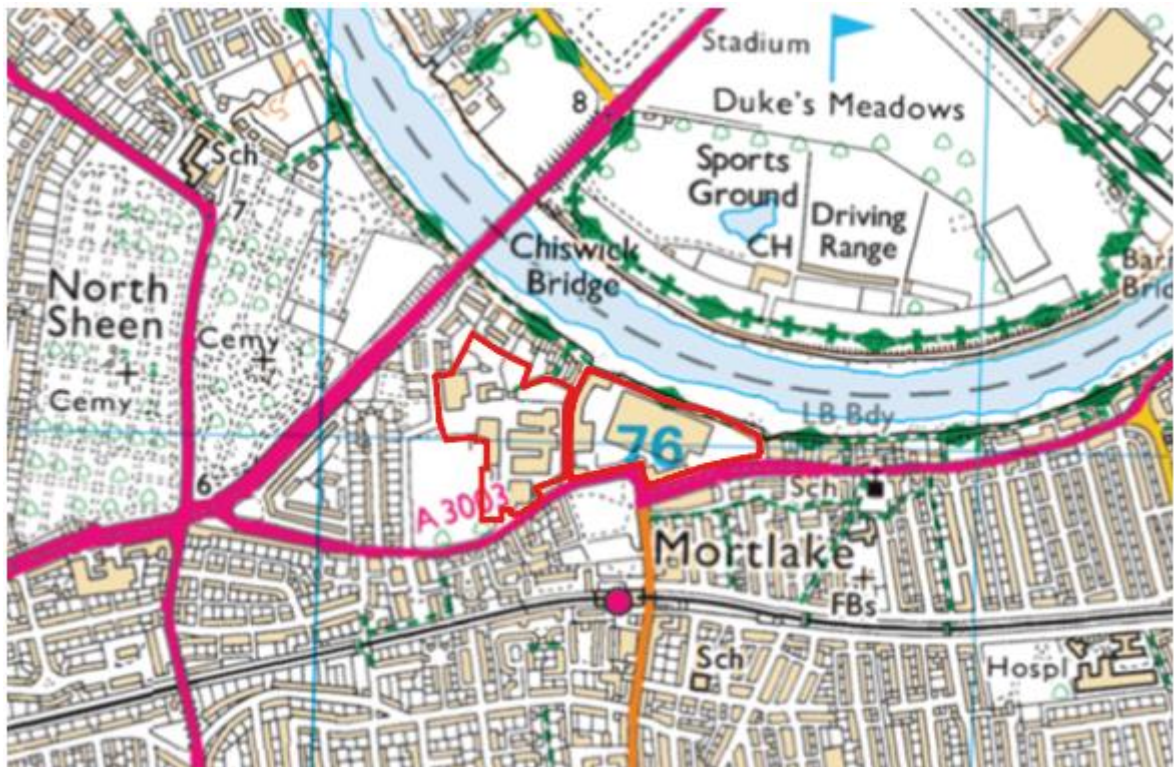 Stadium
8
Duke's Meadows
Sch
Sports
Ground
7
Driving
Range
CH
Chiswick
Bridge
North
Sheen
Cemy
Cemy
LB Bdy
76
6
A 3003
Sch
Mortlake
FBs
Sch
Hospl